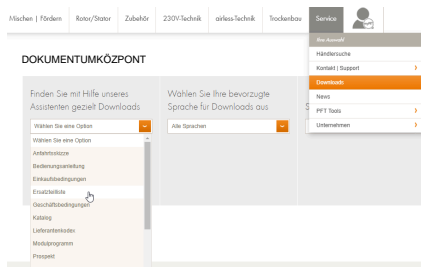 Mischen | Fördern Rotor/Stator Zubehör 230V-Technik airless-Technik Trockenbau Service
Ihre Auswahl
Händlersuche
Kontakt | Support
Downloads
News
PFT Tools
Unternehmen
DOKUMENTUMKÖZPONT
Finden Sie mit Hilfe unseres
Assistenten gezielt Downloads
Wählen Sie eine Option
Wählen Sie eine Option
Anfahrtsskizze
Bedienungsanleitung
Einkaufsbedingungen
Ersatzteilliste
Geschäftsbedingungen
Katalog
Lieferantenkodex
Modulprogramm
Prospekt
Wählen Sie Ihre bevorzugte
Sprache für Downloads aus
Alle Sprachen
S